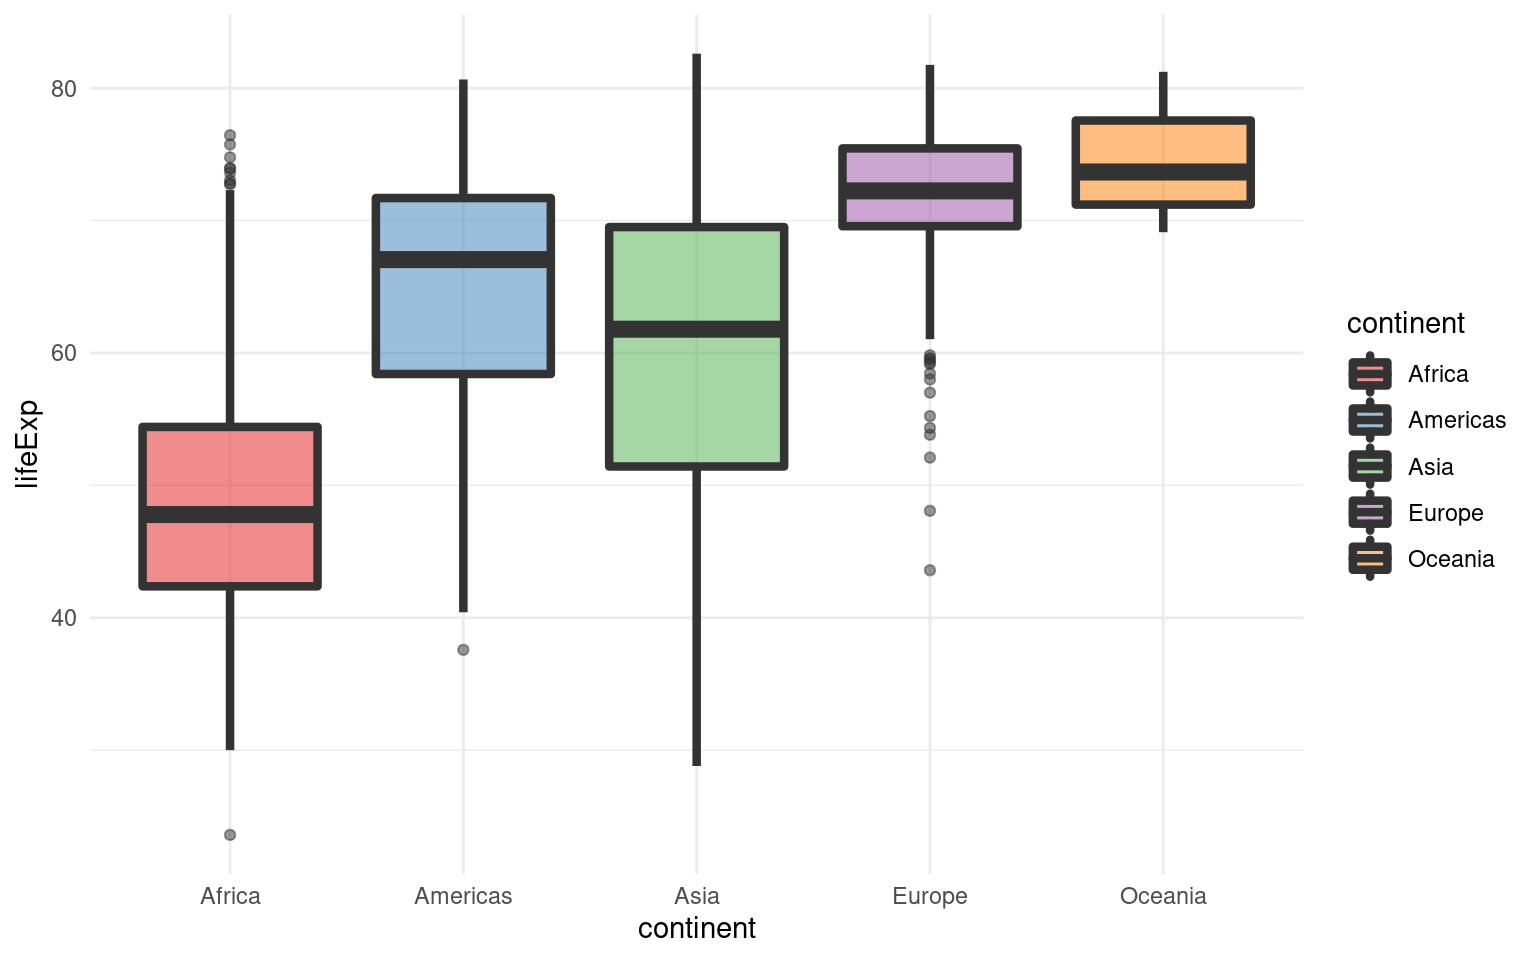 80
60
40
lifeExp
Africa
Americas
Asia
Europe
Oceania
continent
continent
Africa
Americas
Asia
Europe
Oceania